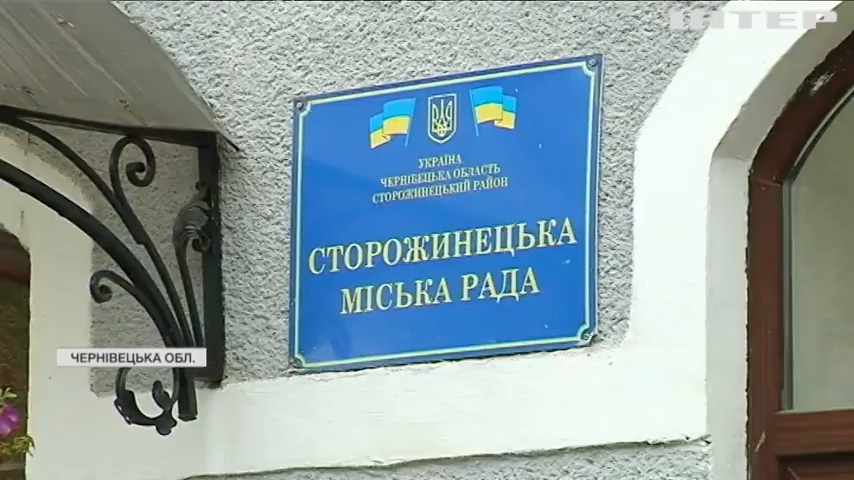 ІНТЕР
УКРАЇНА
ЧЕРНІВЕЦЬКА ОБЛАСТЬ
СТОРОЖИНЕЦЬКИЙ РАЙОН
СТОРОЖИНЕЦЬКА
МІСЬКА РАДА
ЧЕРНІВЕЦЬКА ОБЛ.